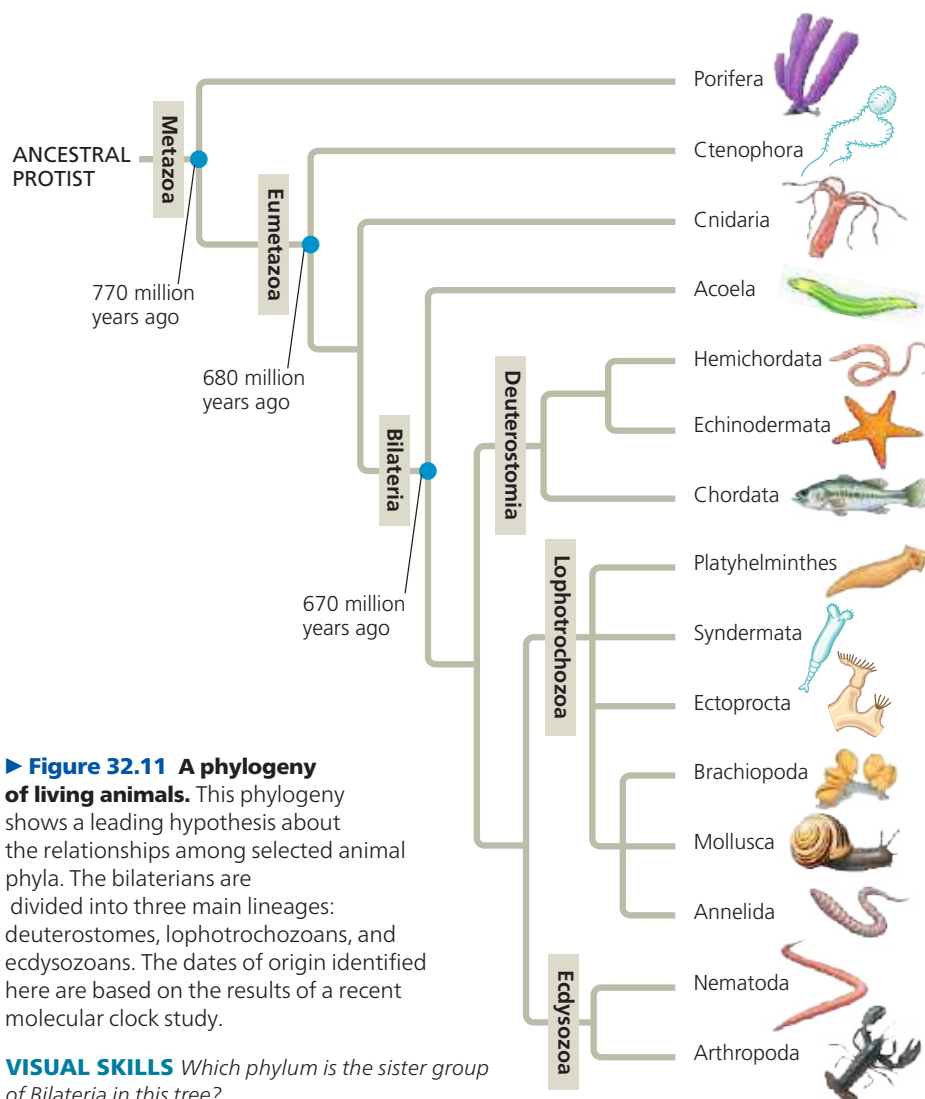 Porifera
ANCESTRAL
PROTIST
Metazoa
Ctenophora
Eumetazoa
Cnidaria
770 million
years ago
Acoela
680 million
years ago
Deuterostomia
Hemichordata
Echinodermata
Bilateria
Chordata
Lophotrochozoa
Platyhelminthes
670 million
years ago
Syndermata
Ectoprocta
Brachiopoda
Mollusca
Annelida
Ecdysozoa
Nematoda
Arthropoda
► Figure 32.11 A phylogeny
of living animals. This phylogeny
shows a leading hypothesis about
the relationships among selected animal
phyla. The bilaterians are
divided into three main lineages:
deuterostomes, lophotrochozoans, and
ecdysozoans. The dates of origin identified
here are based on the results of a recent
molecular clock study.
VISUAL SKILLS Which phylum is the sister group
of Bilateria in this tree?